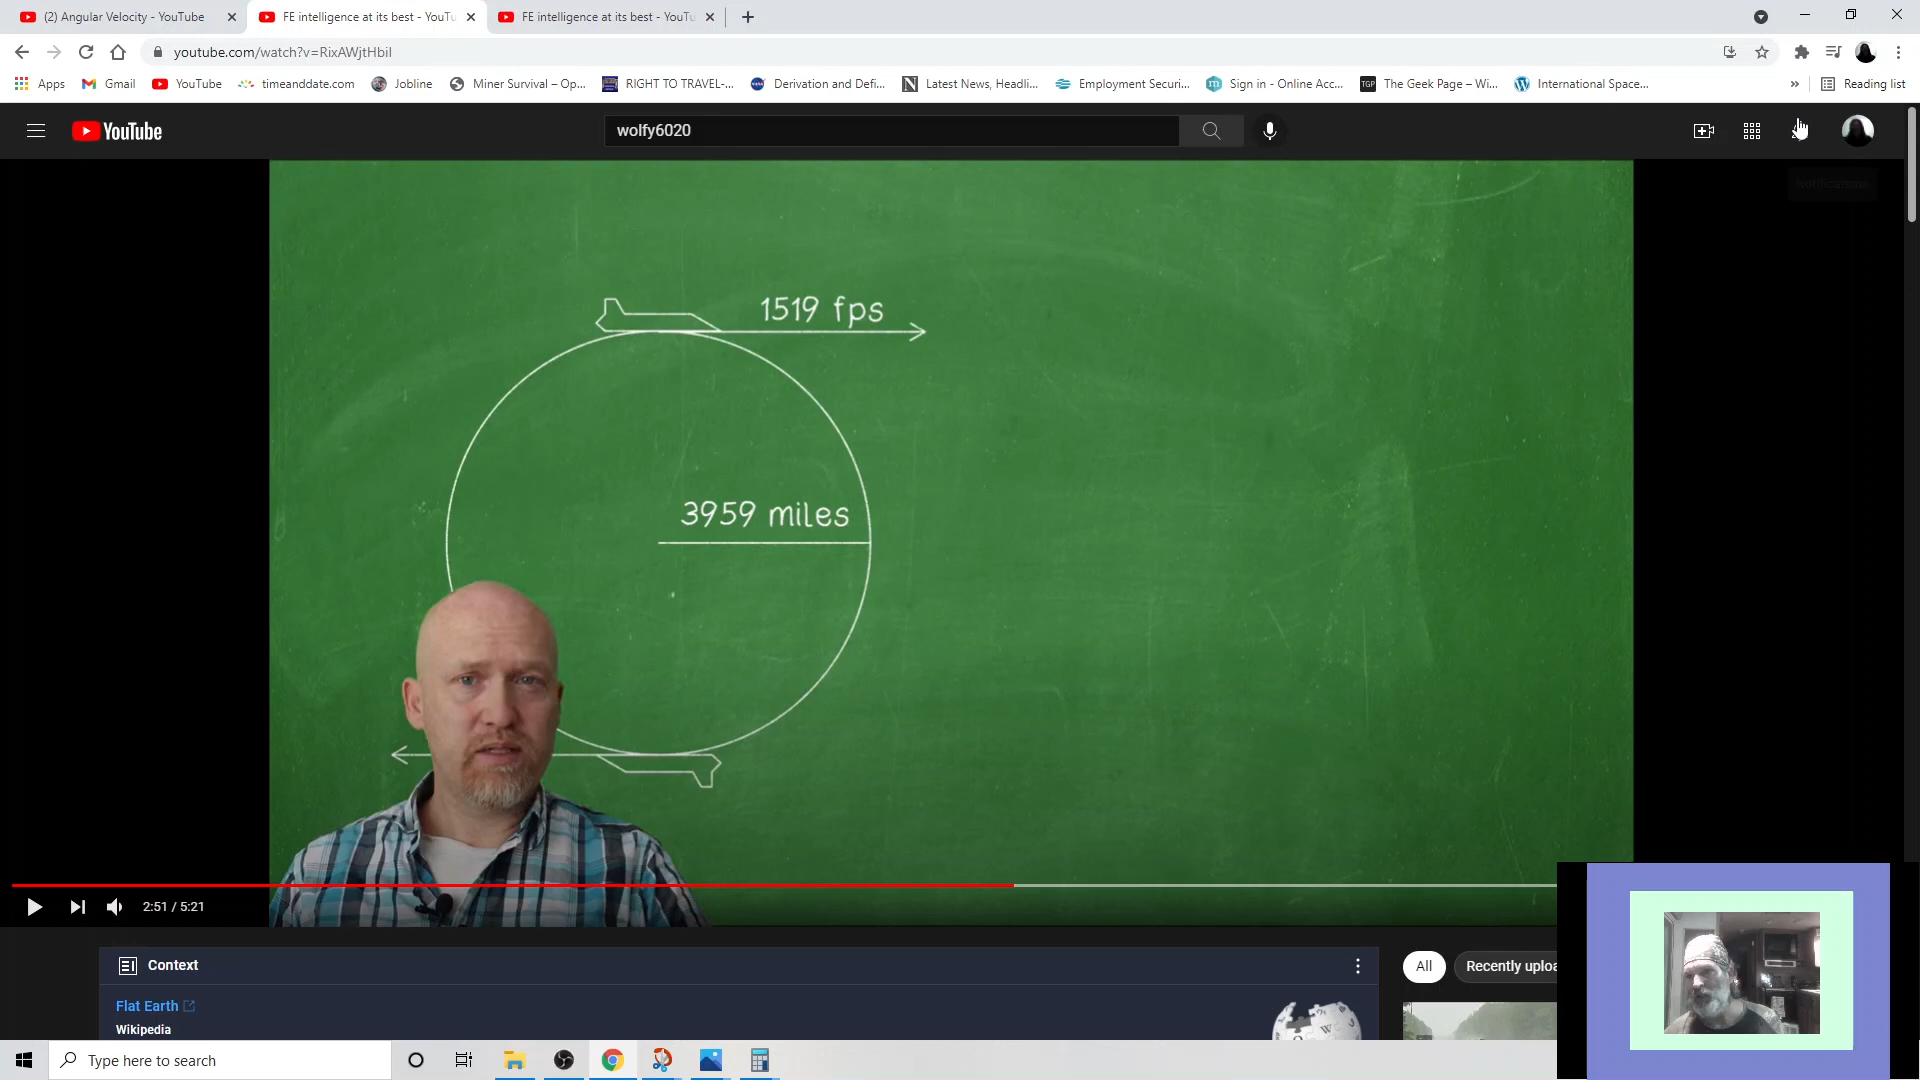 (2) Angular Velocity - YouTube
FE intelligence at its best - YouTu
FE intelligence at its best - YouTu
youtube.com/watch?v=RixAWjtHbiI
Apps
Gmail
YouTube
timeanddate.com
Jobline
Miner Survival – Op...
RIGHT TO TRAVEL-...
Derivation and Defi...
Latest News, Headli...
Employment Securi...
Sign in - Online Acc...
TGP
The Geek Page – Wi...
International Space...
»
Reading list
YouTube
wolfy6020
Notifications
1519 fps
3959 miles
2:51 / 5:21
Context
All
Recently uploa
Flat Earth
Wikipedia
Type here to search